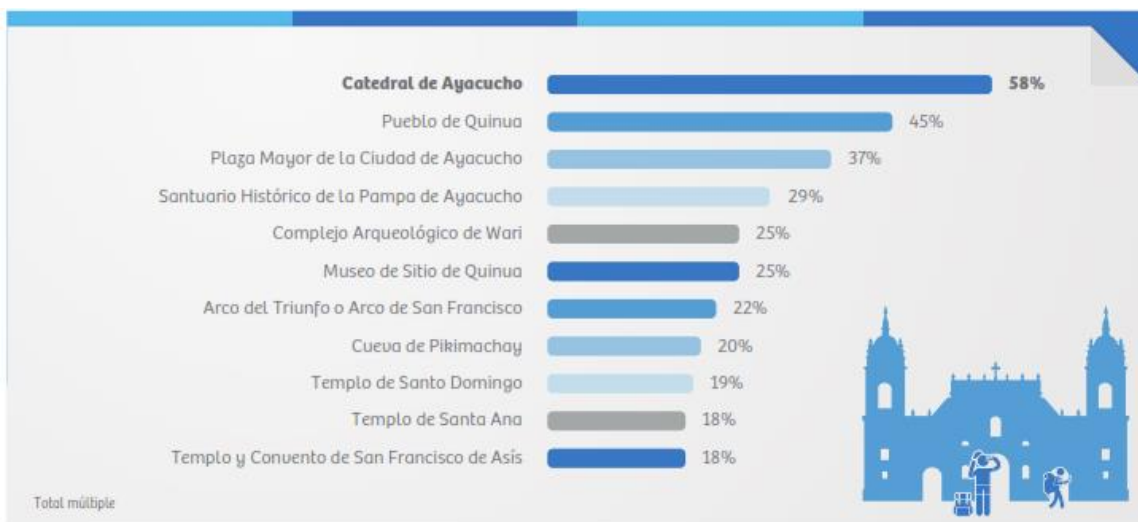 Catedral de Ayacucho 58%
Pueblo de Quinua 45%
Plaza Mayor de la Ciudad de Ayacucho 37%
Santuario Histórico de la Pampa de Ayacucho 29%
Complejo Arqueológico de Wari 25%
Museo de Sitio de Quinua 25%
Arco del Triunfo o Arco de San Francisco 22%
Cueva de Pikimachay 20%
Templo de Santo Domingo 19%
Templo de Santa Ana 18%
Templo y Convento de San Francisco de Asís 18%
Total múltiple